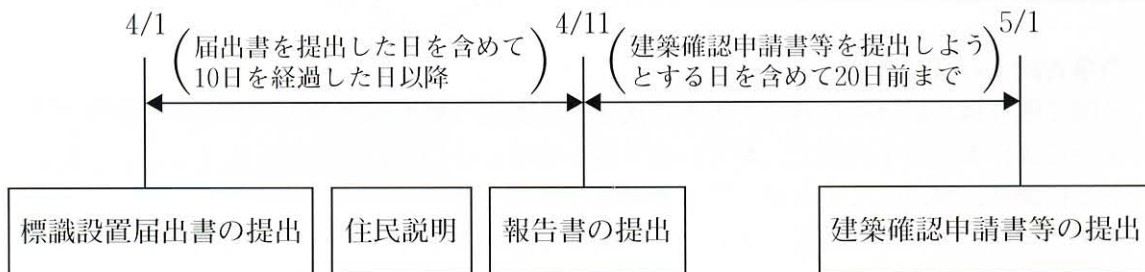 4/1
(届出書を提出した日を含めて
10日を経過した日以降)
4/11
(建築確認申請書等を提出しよう
とする日を含めて20日前まで)
5/1
標識設置届出書の提出
住民説明
報告書の提出
建築確認申請書等の提出